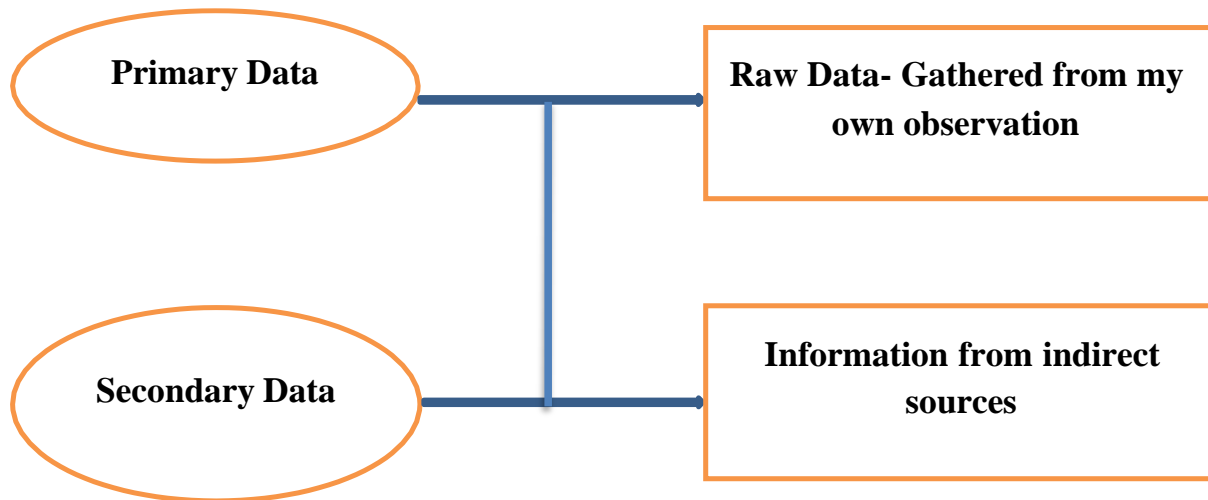 Primary Data
Raw Data- Gathered from my
own observation
Secondary Data
Information from indirect
sources